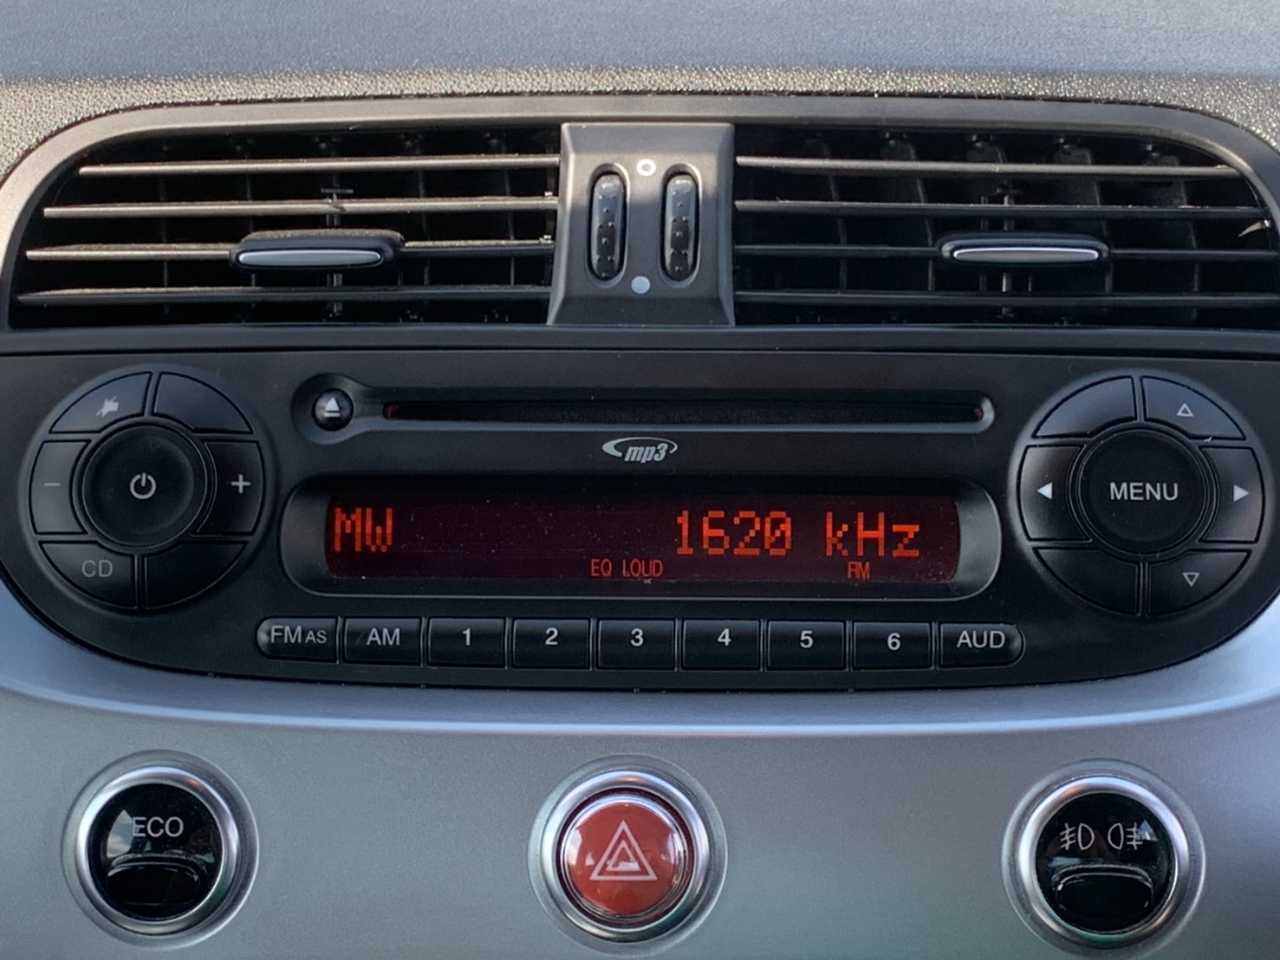 mp3
MENU
MW 1620 kHz
EQ LOUD FM
CD
FM AS AM 1 2 3 4 5 6 AUD
ECO